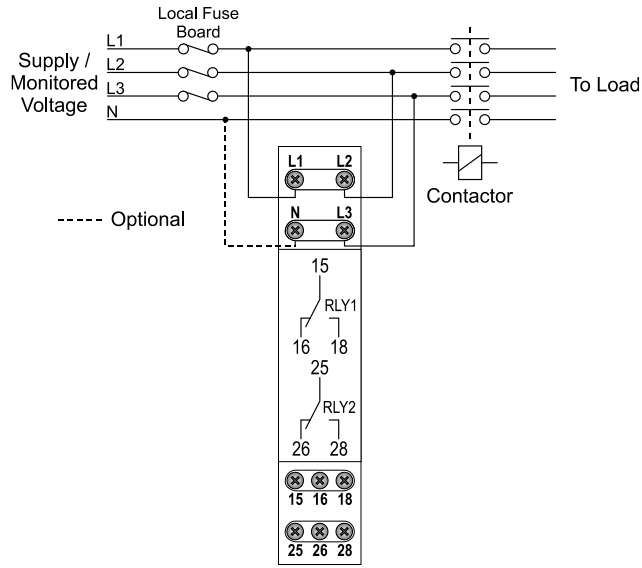 Local Fuse
Board
Supply /
Monitored
Voltage
L1
L2
L3
N
To Load
Contactor
Optional
L1 L2
N L3
15
RLY1
16 18
25
RLY2
26 28
15 16 18
25 26 28